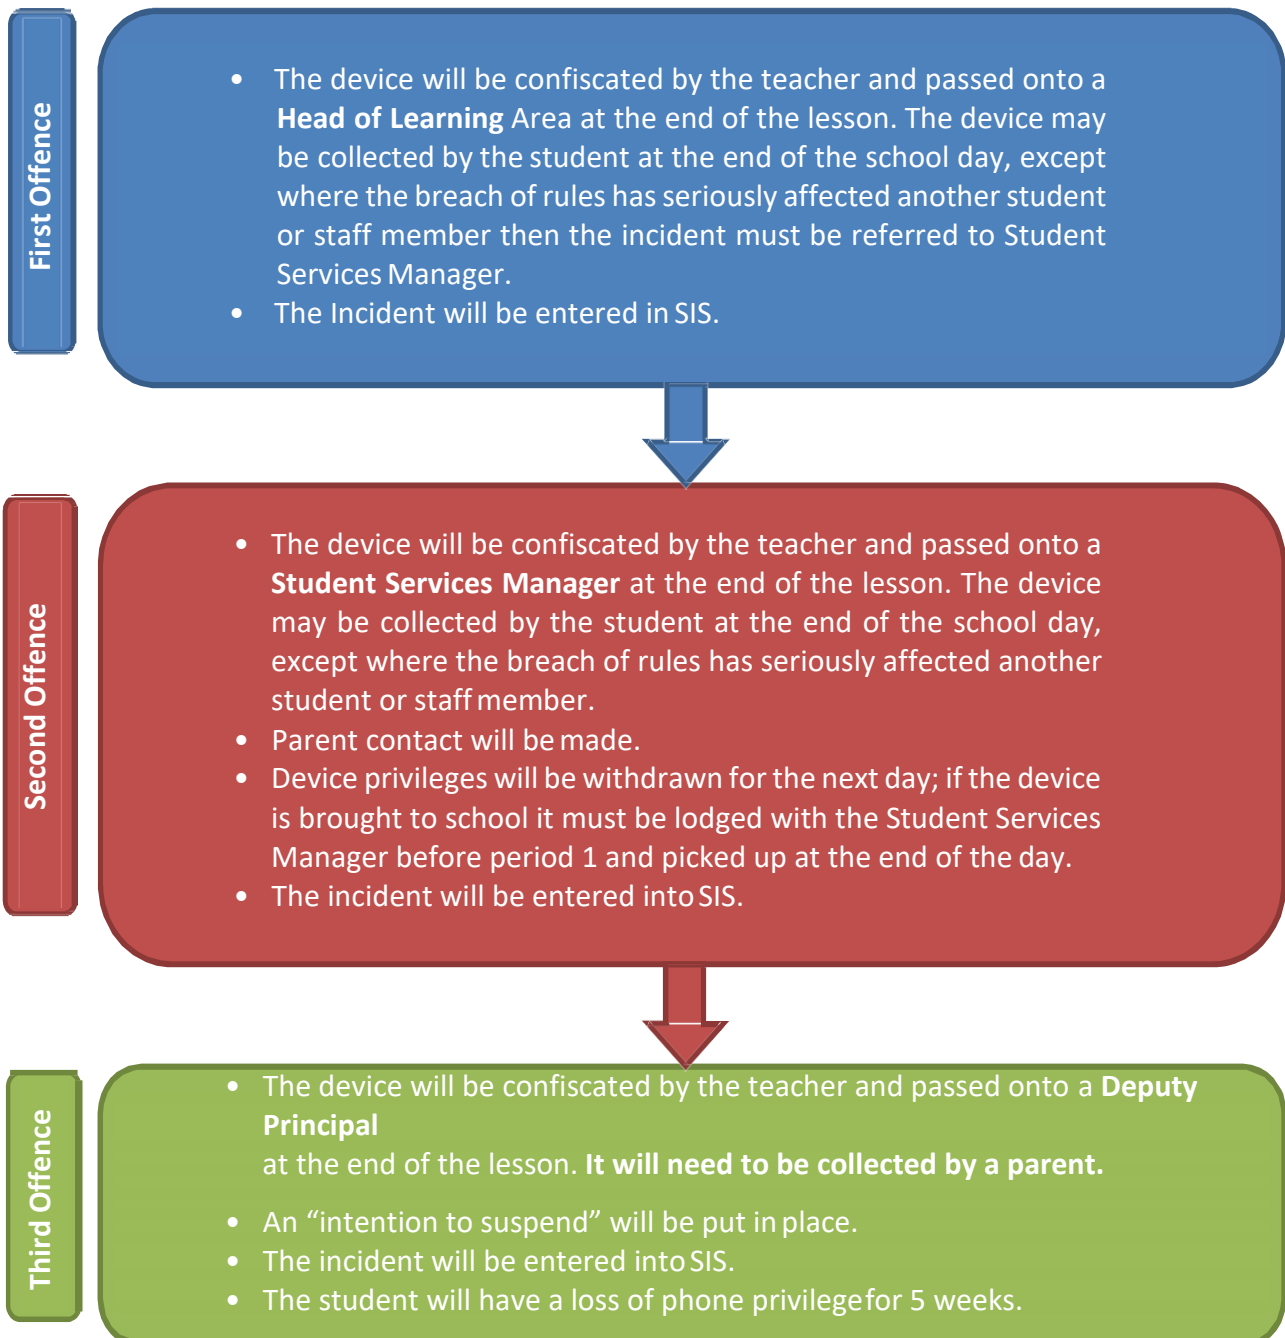 First Offence
• The device will be confiscated by the teacher and passed onto a
Head of Learning Area at the end of the lesson. The device may
be collected by the student at the end of the school day, except
where the breach of rules has seriously affected another student
or staff member then the incident must be referred to Student
Services Manager.
• The Incident will be entered in SIS.
Second Offence
• The device will be confiscated by the teacher and passed onto a
Student Services Manager at the end of the lesson. The device
may be collected by the student at the end of the school day,
except where the breach of rules has seriously affected another
student or staff member.
• Parent contact will be made.
• Device privileges will be withdrawn for the next day; if the device
is brought to school it must be lodged with the Student Services
Manager before period 1 and picked up at the end of the day.
• The incident will be entered into SIS.
Third Offence
• The device will be confiscated by the teacher and passed onto a Deputy
Principal
at the end of the lesson. It will need to be collected by a parent.
• An “intention to suspend” will be put in place.
• The incident will be entered into SIS.
• The student will have a loss of phone privilege for 5 weeks.